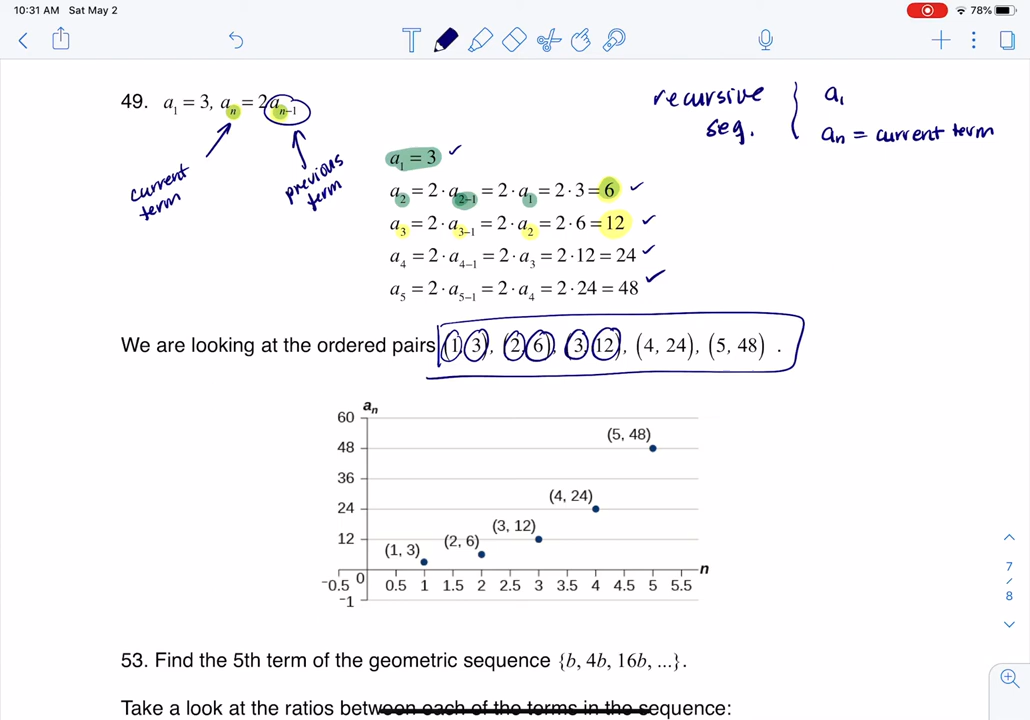 10:31 AM Sat May 2
78%
T
49. a₁ = 3, aₙ = 2aₙ₋₁
recursive seq.
a₁
aₙ = current term
current term
previous term
a₁ = 3
a₂ = 2 · a₂₋₁ = 2 · a₁ = 2 · 3 = 6
a₃ = 2 · a₃₋₁ = 2 · a₂ = 2 · 6 = 12
a₄ = 2 · a₄₋₁ = 2 · a₃ = 2 · 12 = 24
a₅ = 2 · a₅₋₁ = 2 · a₄ = 2 · 24 = 48
We are looking at the ordered pairs (1, 3), (2, 6), (3, 12), (4, 24), (5, 48) .
aₙ
60
48
36
24
12
0
−1
(1, 3)
(2, 6)
(3, 12)
(4, 24)
(5, 48)
−0.5 0.5 1 1.5 2 2.5 3 3.5 4 4.5 5 5.5
n
7
/
8
53. Find the 5th term of the geometric sequence {b, 4b, 16b, ...}.
Take a look at the ratios between each of the terms in the sequence: